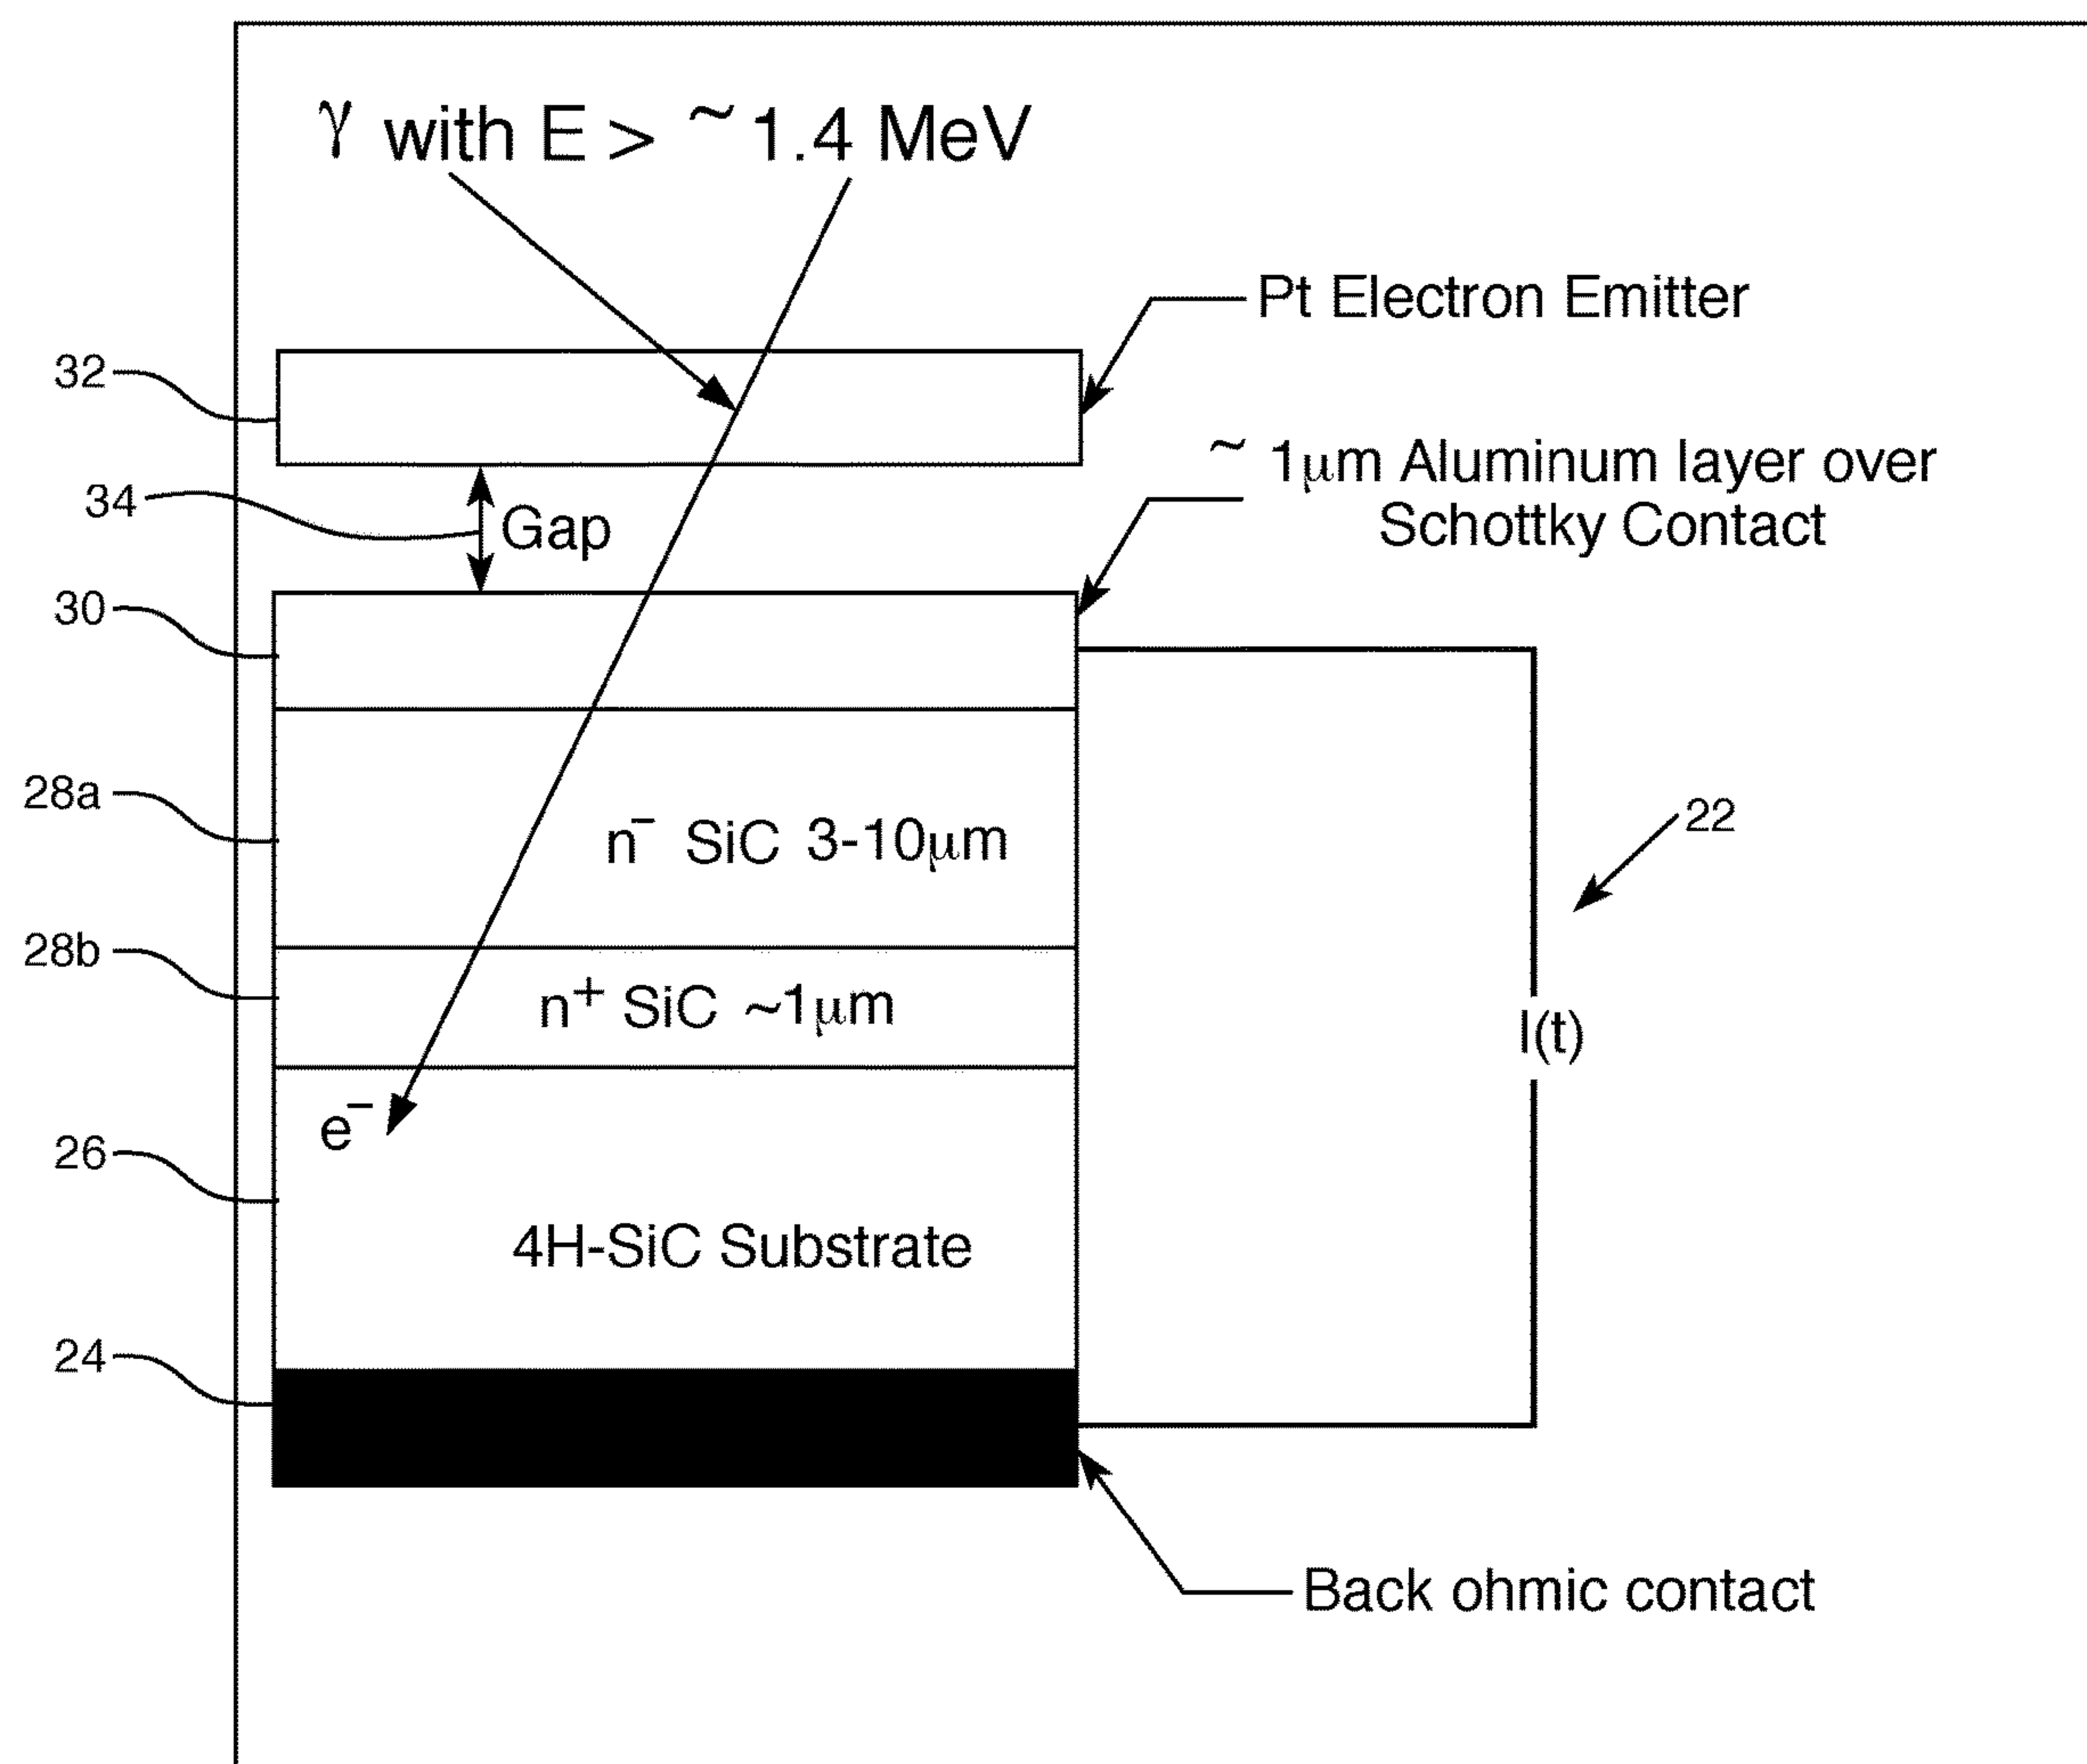 γ with E > ~1.4 MeV
Pt Electron Emitter
32
~ 1μm Aluminum layer over
Schottky Contact
34
Gap
30
28a
n⁻ SiC 3-10μm
22
28b
n⁺ SiC ~1μm
I(t)
e⁻
26
4H-SiC Substrate
24
Back ohmic contact